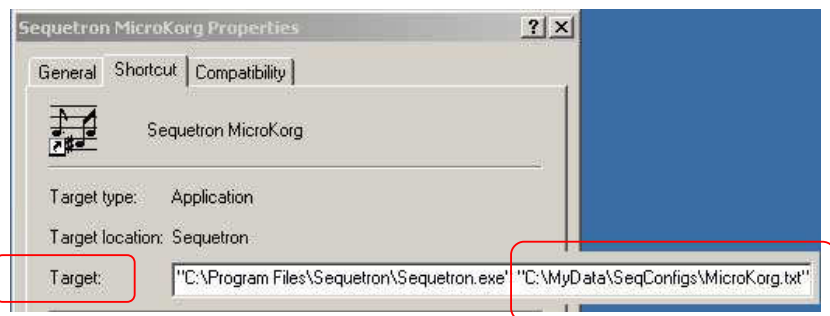 Sequetron MicroKorg Properties
General Shortcut Compatibility
Sequetron MicroKorg
Target type: Application
Target location: Sequetron
Target: "C:\Program Files\Sequetron\Sequetron.exe" "C:\MyData\SeqConfigs\MicroKorg.txt"